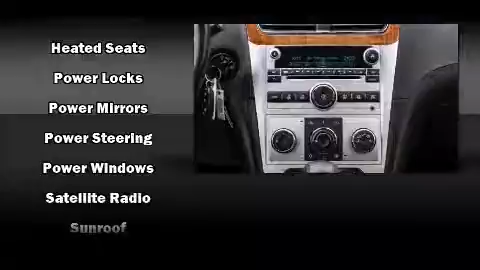 Heated Seats
Power Locks
Power Mirrors
Power Steering
Power Windows
Satellite Radio
Sunroof